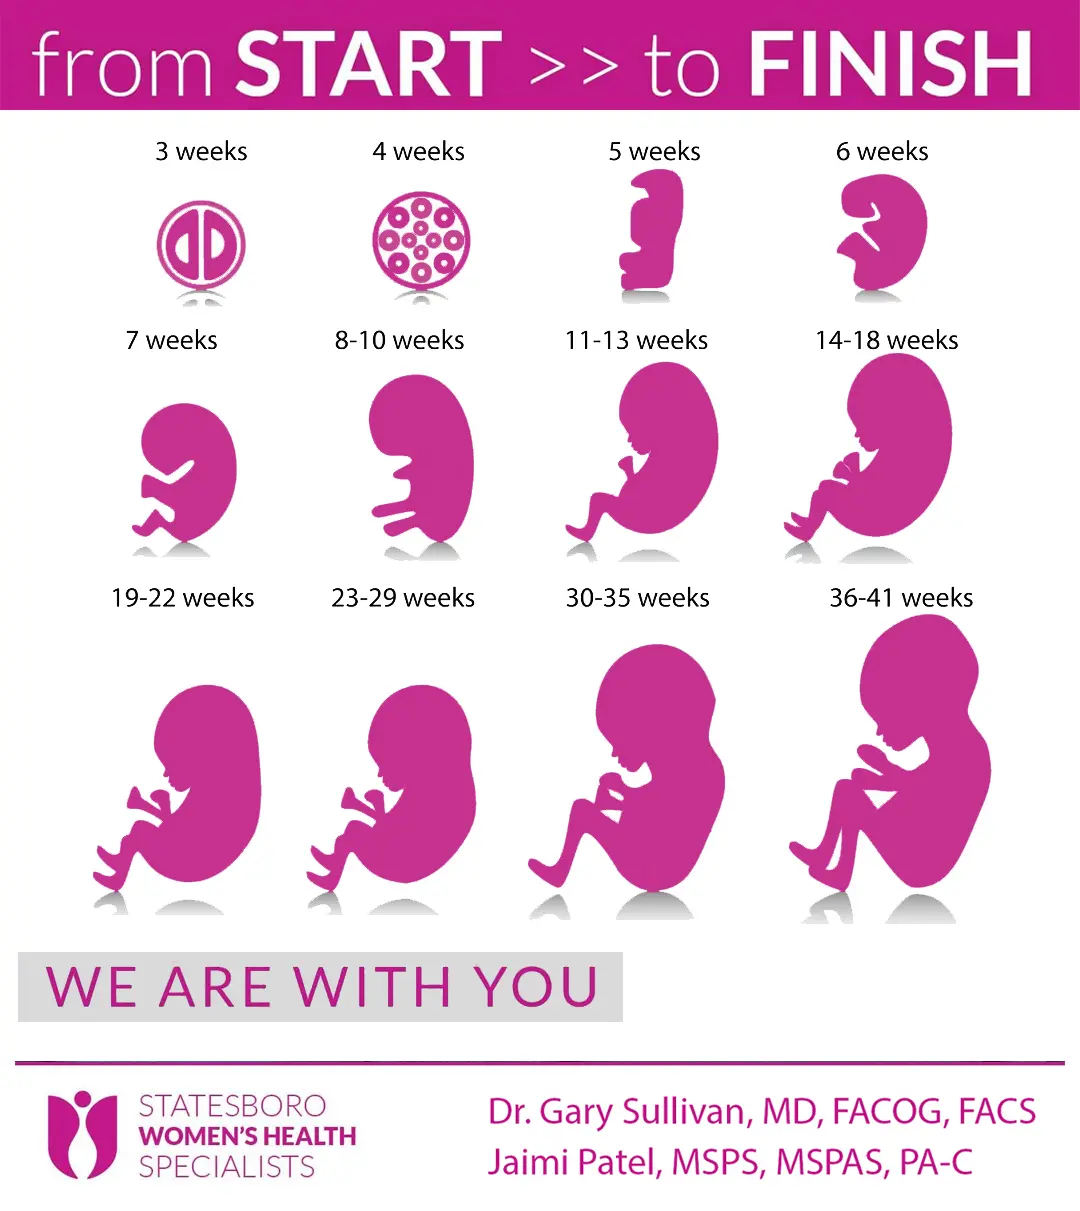 from START >> to FINISH
3 weeks
4 weeks
5 weeks
6 weeks
7 weeks
8-10 weeks
11-13 weeks
14-18 weeks
19-22 weeks
23-29 weeks
30-35 weeks
36-41 weeks
WE ARE WITH YOU
STATESBORO
WOMEN'S HEALTH
SPECIALISTS
Dr. Gary Sullivan, MD, FACOG, FACS
Jaimi Patel, MSPS, MSPAS, PA-C